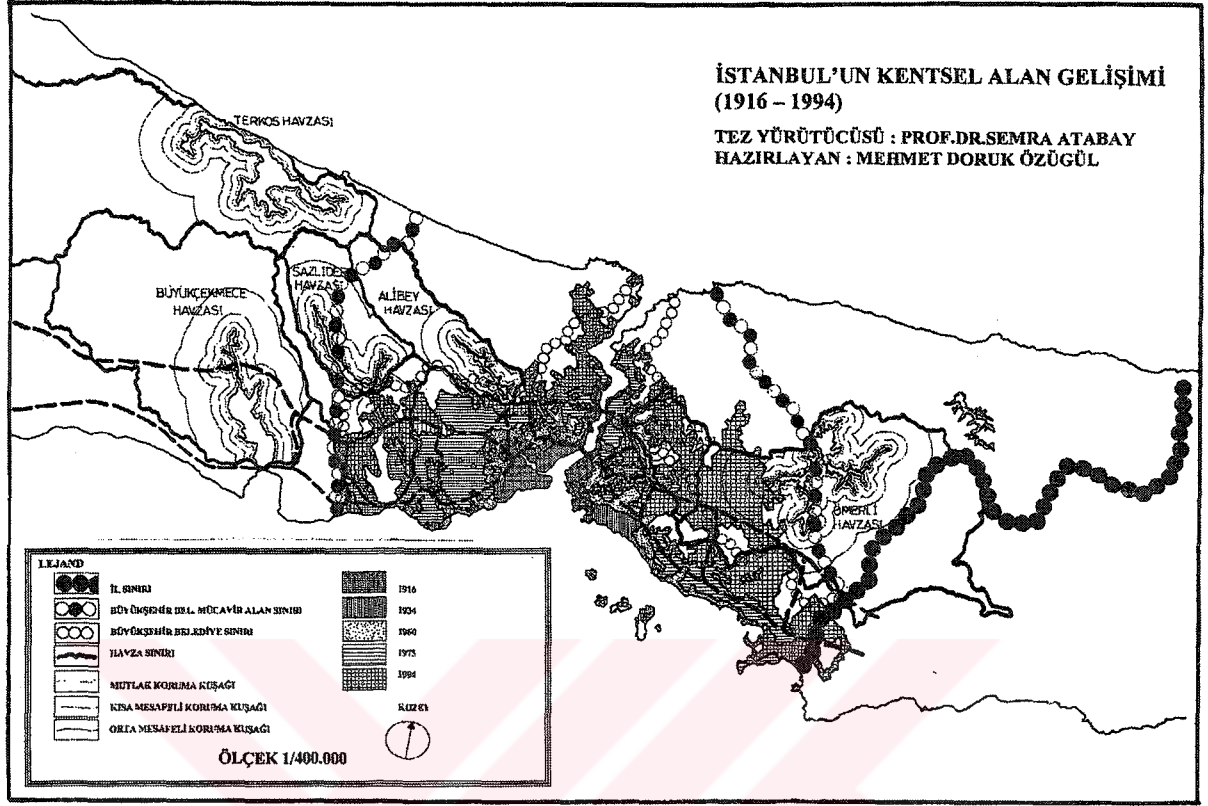 İSTANBUL'UN KENTSEL ALAN GELİŞİMİ
(1916 – 1994)
TEZ YÜRÜTÜCÜSÜ : PROF.DR.SEMRA ATABAY
HAZIRLAYAN : MEHMET DORUK ÖZÜGÜL
TERKOS HAVZASI
SAZLIDERE
HAVZASI
BÜYÜKÇEKMECE
HAVZASI
ALİBEY
HAVZASI
ÖMERLİ
HAVZASI
LEJAND
İL SINIRI
BÜYÜKŞEHİR BEL. MÜCAVİR ALAN SINIRI
BÜYÜKŞEHİR BELEDİYE SINIRI
HAVZA SINIRI
MUTLAK KORUMA KUŞAĞI
KISA MESAFELİ KORUMA KUŞAĞI
ORTA MESAFELİ KORUMA KUŞAĞI
1916
1934
1960
1975
1994
KUZEY
ÖLÇEK 1/400.000